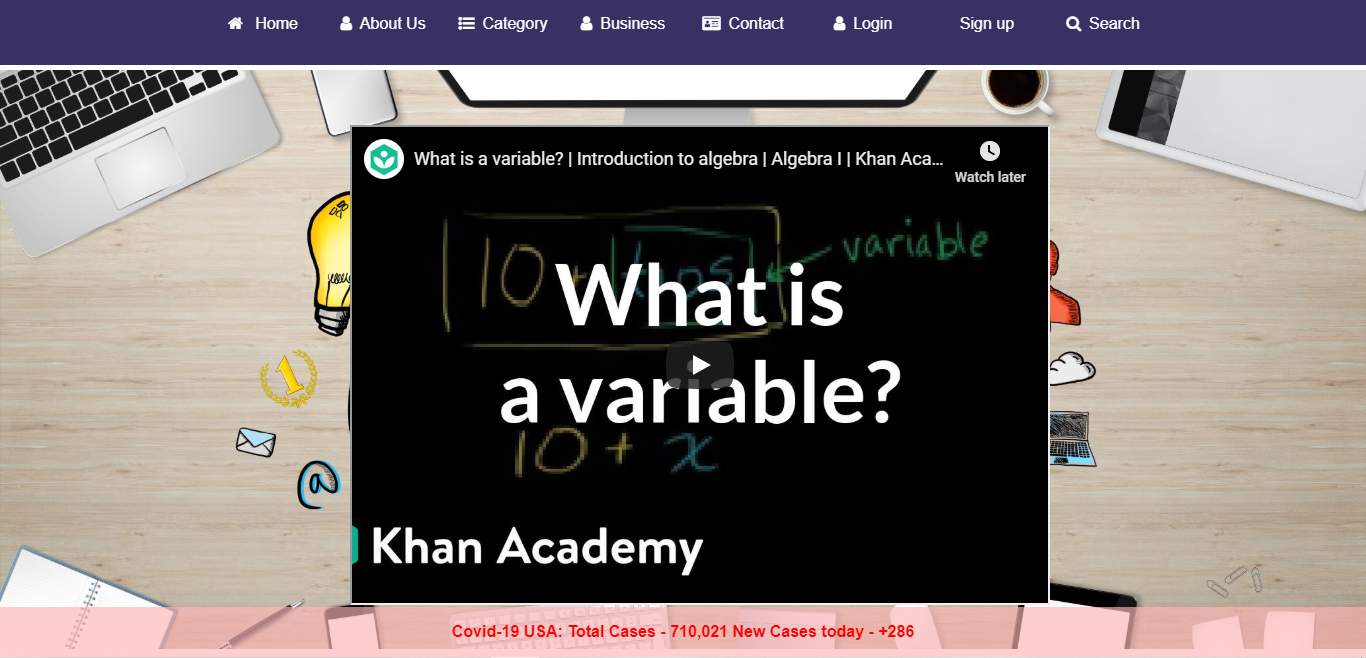 Home
About Us
Category
Business
Contact
Login
Sign up
Search
What is a variable? | Introduction to algebra | Algebra I | Khan Aca...
Watch later
variable
10 +
What is
a variable?
10 + x
Khan Academy
Covid-19 USA: Total Cases - 710,021 New Cases today - +286